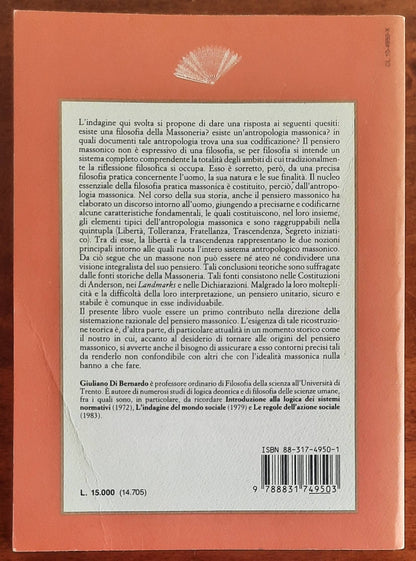 CL 10-4950-X
L'indagine qui svolta si propone di dare una risposta ai seguenti quesiti:
esiste una filosofia della Massoneria? esiste un'antropologia massonica? in
quali documenti tale antropologia trova una sua codificazione? Il pensiero
massonico non è espressivo di una filosofia, se per filosofia si intende un
sistema completo comprendente la totalità degli ambiti di cui tradizionalmen-
te la riflessione filosofica si occupa. Esso è sorretto, però, da una precisa
filosofia pratica concernente l'uomo, la sua natura e le sue finalità. Il nucleo
essenziale della filosofia pratica massonica è costituito, perciò, dall'antropo-
logia massonica. Nel corso della sua storia, anche il pensiero massonico ha
elaborato un discorso intorno all'uomo, giungendo a precisarne e codificarne
alcune caratteristiche fondamentali, le quali costituiscono, nel loro insieme,
gli elementi tipici dell'antropologia massonica e sono raggruppabili nella
quintupla (Libertà, Tolleranza, Fratellanza, Trascendenza, Segreto iniziati-
co). Tra di esse, la libertà e la trascendenza rappresentano le due nozioni
principali intorno alle quali ruota l'intero sistema antropologico massonico.
Da ciò segue che un massone non può essere né ateo né condividere una
visione integralista del suo pensiero. Tali conclusioni teoriche sono suffragate
dalle fonti storiche della Massoneria. Tali fonti consistono nelle Costituzioni
di Anderson, nei Landmarks e nelle Dichiarazioni. Malgrado la loro moltepli-
cità e la difficoltà della loro interpretazione, un pensiero unitario, sicuro e
stabile è comunque in esse individuabile.
Il presente libro vuole essere un primo contributo nella direzione della
sistemazione razionale del pensiero massonico. L'esigenza di tale ricostruzio-
ne teorica è, d'altra parte, di particolare attualità in un momento storico come
il nostro in cui, accanto al desiderio di tornare alle origini del pensiero
massonico, si avverte anche il bisogno di assicurare a esso contorni precisi tali
da renderlo non confondibile con altri che con l'idealità massonica nulla
hanno a che fare.
Giuliano Di Bernardo è professore ordinario di Filosofia della scienza all'Università di
Trento. È autore di numerosi studi di logica deontica e di filosofia delle scienze umane,
fra i quali sono, in particolare, da ricordare Introduzione alla logica dei sistemi
normativi (1972), L'indagine del mondo sociale (1979) e Le regole dell'azione sociale
(1983).
ISBN 88-317-4950-1
L. 15.000 (14.705)
9 788831 749503